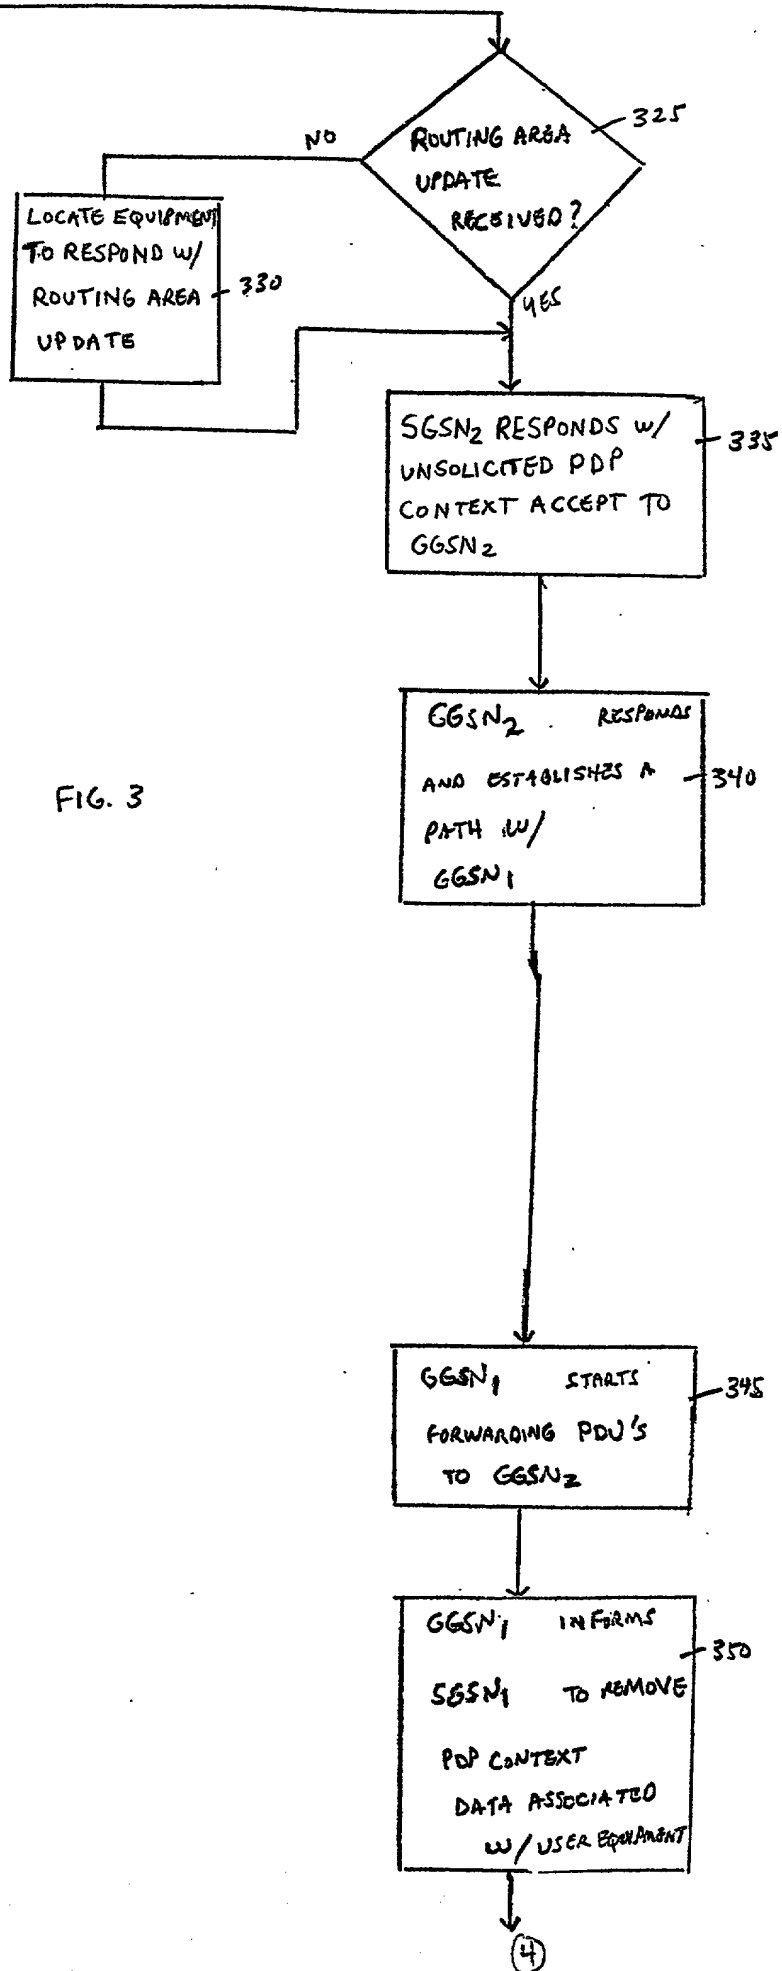 325
NO
ROUTING AREA
UPDATE
RECEIVED?
LOCATE EQUIPMENT
TO RESPOND W/
ROUTING AREA
UPDATE
330
YES
SGSN2 RESPONDS W/
UNSOLICITED PDP
CONTEXT ACCEPT TO
GGSN2
335
GGSN2 RESPONDS
AND ESTABLISHES A
PATH W/
GGSN1
340
FIG. 3
GGSN1 STARTS
FORWARDING PDU'S
TO GGSN2
345
GGSN1 INFORMS
SGSN1 TO REMOVE
PDP CONTEXT
DATA ASSOCIATED
W/ USER EQUIPMENT
350
4